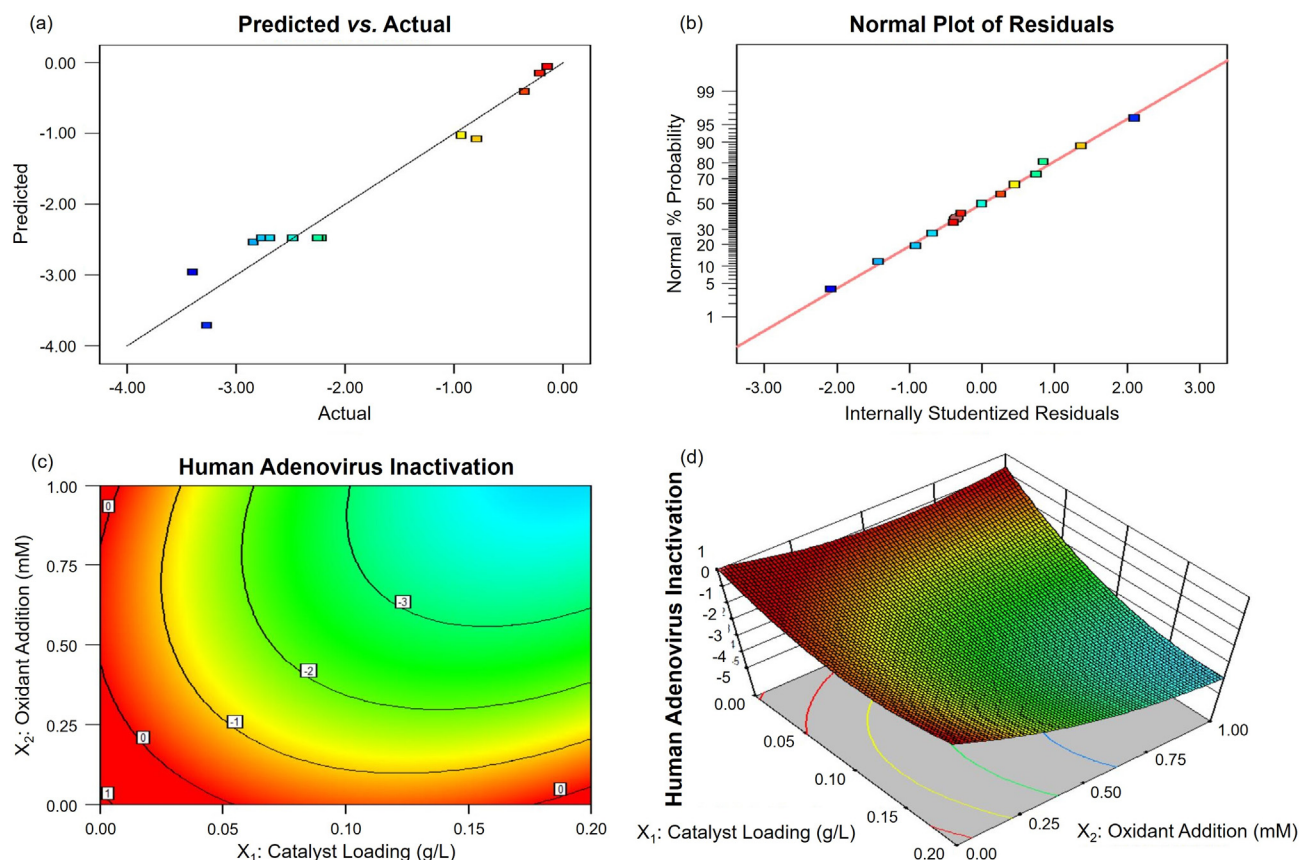 (a)
Predicted vs. Actual
0.00
-1.00
-2.00
-3.00
-4.00
Predicted
-4.00 -3.00 -2.00 -1.00 0.00
Actual
(b)
Normal Plot of Residuals
99
95
90
80
70
50
30
20
10
5
1
Normal % Probability
-3.00 -2.00 -1.00 0.00 1.00 2.00 3.00
Internally Studentized Residuals
(c)
Human Adenovirus Inactivation
1.00
0.75
0.50
0.25
0.00
X₂: Oxidant Addition (mM)
0
-3
-2
-1
0
0
1
0.00 0.05 0.10 0.15 0.20
X₁: Catalyst Loading (g/L)
(d)
Human Adenovirus Inactivation
1
0
-1
-2
-3
-4
-5
0.00
0.05
0.10
0.15
0.20
X₁: Catalyst Loading (g/L)
1.00
0.75
0.50
0.25
0.00
X₂: Oxidant Addition (mM)